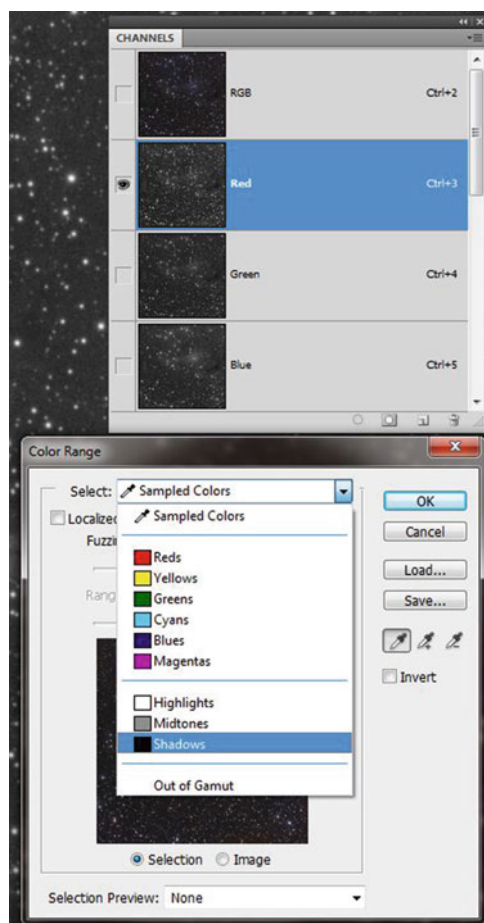 CHANNELS
RGB Ctrl+2
Red Ctrl+3
Green Ctrl+4
Blue Ctrl+5
Color Range
Select: Sampled Colors
OK
Localized
Sampled Colors
Cancel
Reds
Load...
Yellows
Greens
Save...
Cyans
Blues
Magentas
Invert
Highlights
Midtones
Shadows
Out of Gamut
Selection Image
Selection Preview: None